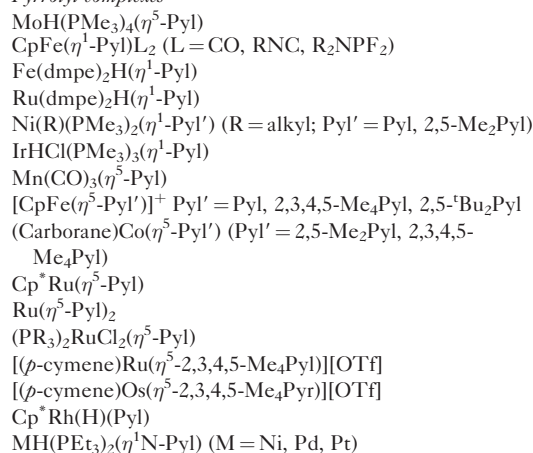 Pyrrolyl complexes
MoH(PMe₃)₄(η⁵-Pyl)
CpFe(η¹-Pyl)L₂ (L = CO, RNC, R₂NPF₂)
Fe(dmpe)₂H(η¹-Pyl)
Ru(dmpe)₂H(η¹-Pyl)
Ni(R)(PMe₃)₂(η¹-Pyl′) (R = alkyl; Pyl′ = Pyl, 2,5-Me₂Pyl)
IrHCl(PMe₃)₃(η¹-Pyl)
Mn(CO)₃(η⁵-Pyl)
[CpFe(η⁵-Pyl′)]⁺ Pyl′ = Pyl, 2,3,4,5-Me₄Pyl, 2,5-ᵗBu₂Pyl
(Carborane)Co(η⁵-Pyl′) (Pyl′ = 2,5-Me₂Pyl, 2,3,4,5-
Me₄Pyl)
Cp*Ru(η⁵-Pyl)
Ru(η⁵-Pyl)₂
(PR₃)₂RuCl₂(η⁵-Pyl)
[(p-cymene)Ru(η⁵-2,3,4,5-Me₄Pyl)][OTf]
[(p-cymene)Os(η⁵-2,3,4,5-Me₄Pyr)][OTf]
Cp*Rh(H)(Pyl)
MH(PEt₃)₂(η¹N-Pyl) (M = Ni, Pd, Pt)